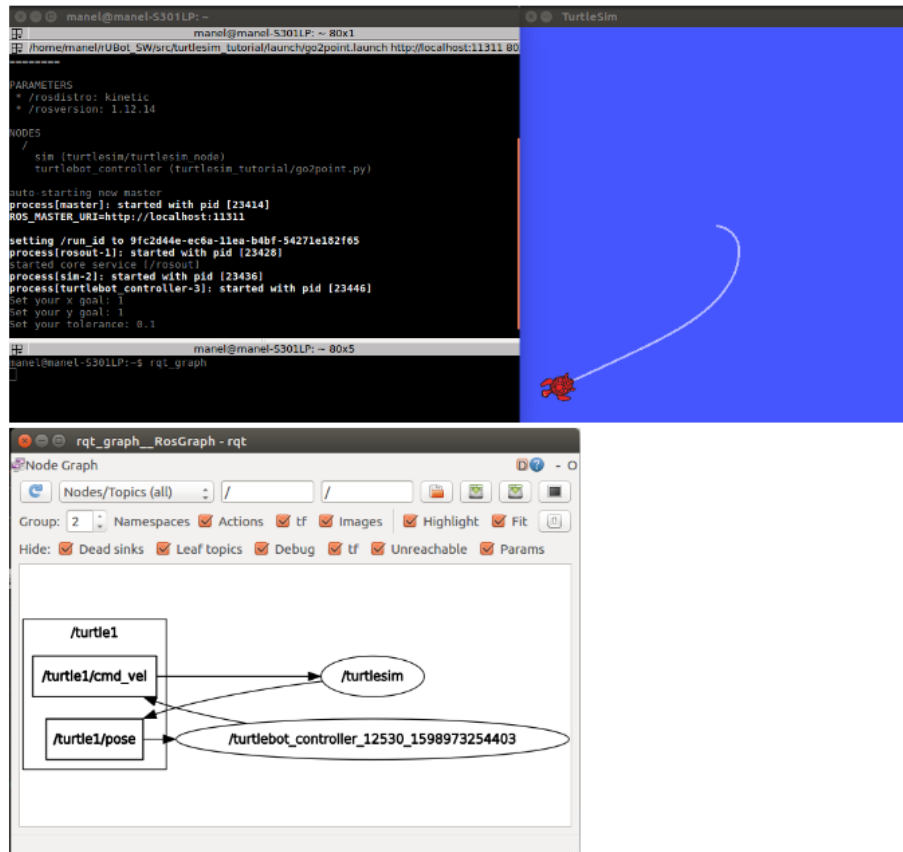 manel@manel-S301LP: ~
manel@manel-S301LP: ~ 80x1
/home/manel/rUBot_SW/src/turtlesim_tutorial/launch/go2point.launch http://localhost:11311 80
========
PARAMETERS
* /rosdistro: kinetic
* /rosversion: 1.12.14
NODES
/
sim (turtlesim/turtlesim_node)
turtlebot_controller (turtlesim_tutorial/go2point.py)
auto-starting new master
process[master]: started with pid [23414]
ROS_MASTER_URI=http://localhost:11311
setting /run_id to 9fc2d44e-ec6a-11ea-b4bf-54271e182f65
process[rosout-1]: started with pid [23428]
started core service [/rosout]
process[sim-2]: started with pid [23436]
process[turtlebot_controller-3]: started with pid [23446]
Set your x goal: 1
Set your y goal: 1
Set your tolerance: 0.1
manel@manel-S301LP: ~ 80x5
manel@manel-S301LP:~$ rqt_graph
TurtleSim
rqt_graph__RosGraph - rqt
Node Graph
D ? - O
Nodes/Topics (all) / /
Group: 2 Namespaces Actions tf Images Highlight Fit
Hide: Dead sinks Leaf topics Debug tf Unreachable Params
/turtle1
/turtle1/cmd_vel
/turtlesim
/turtle1/pose
/turtlebot_controller_12530_1598973254403